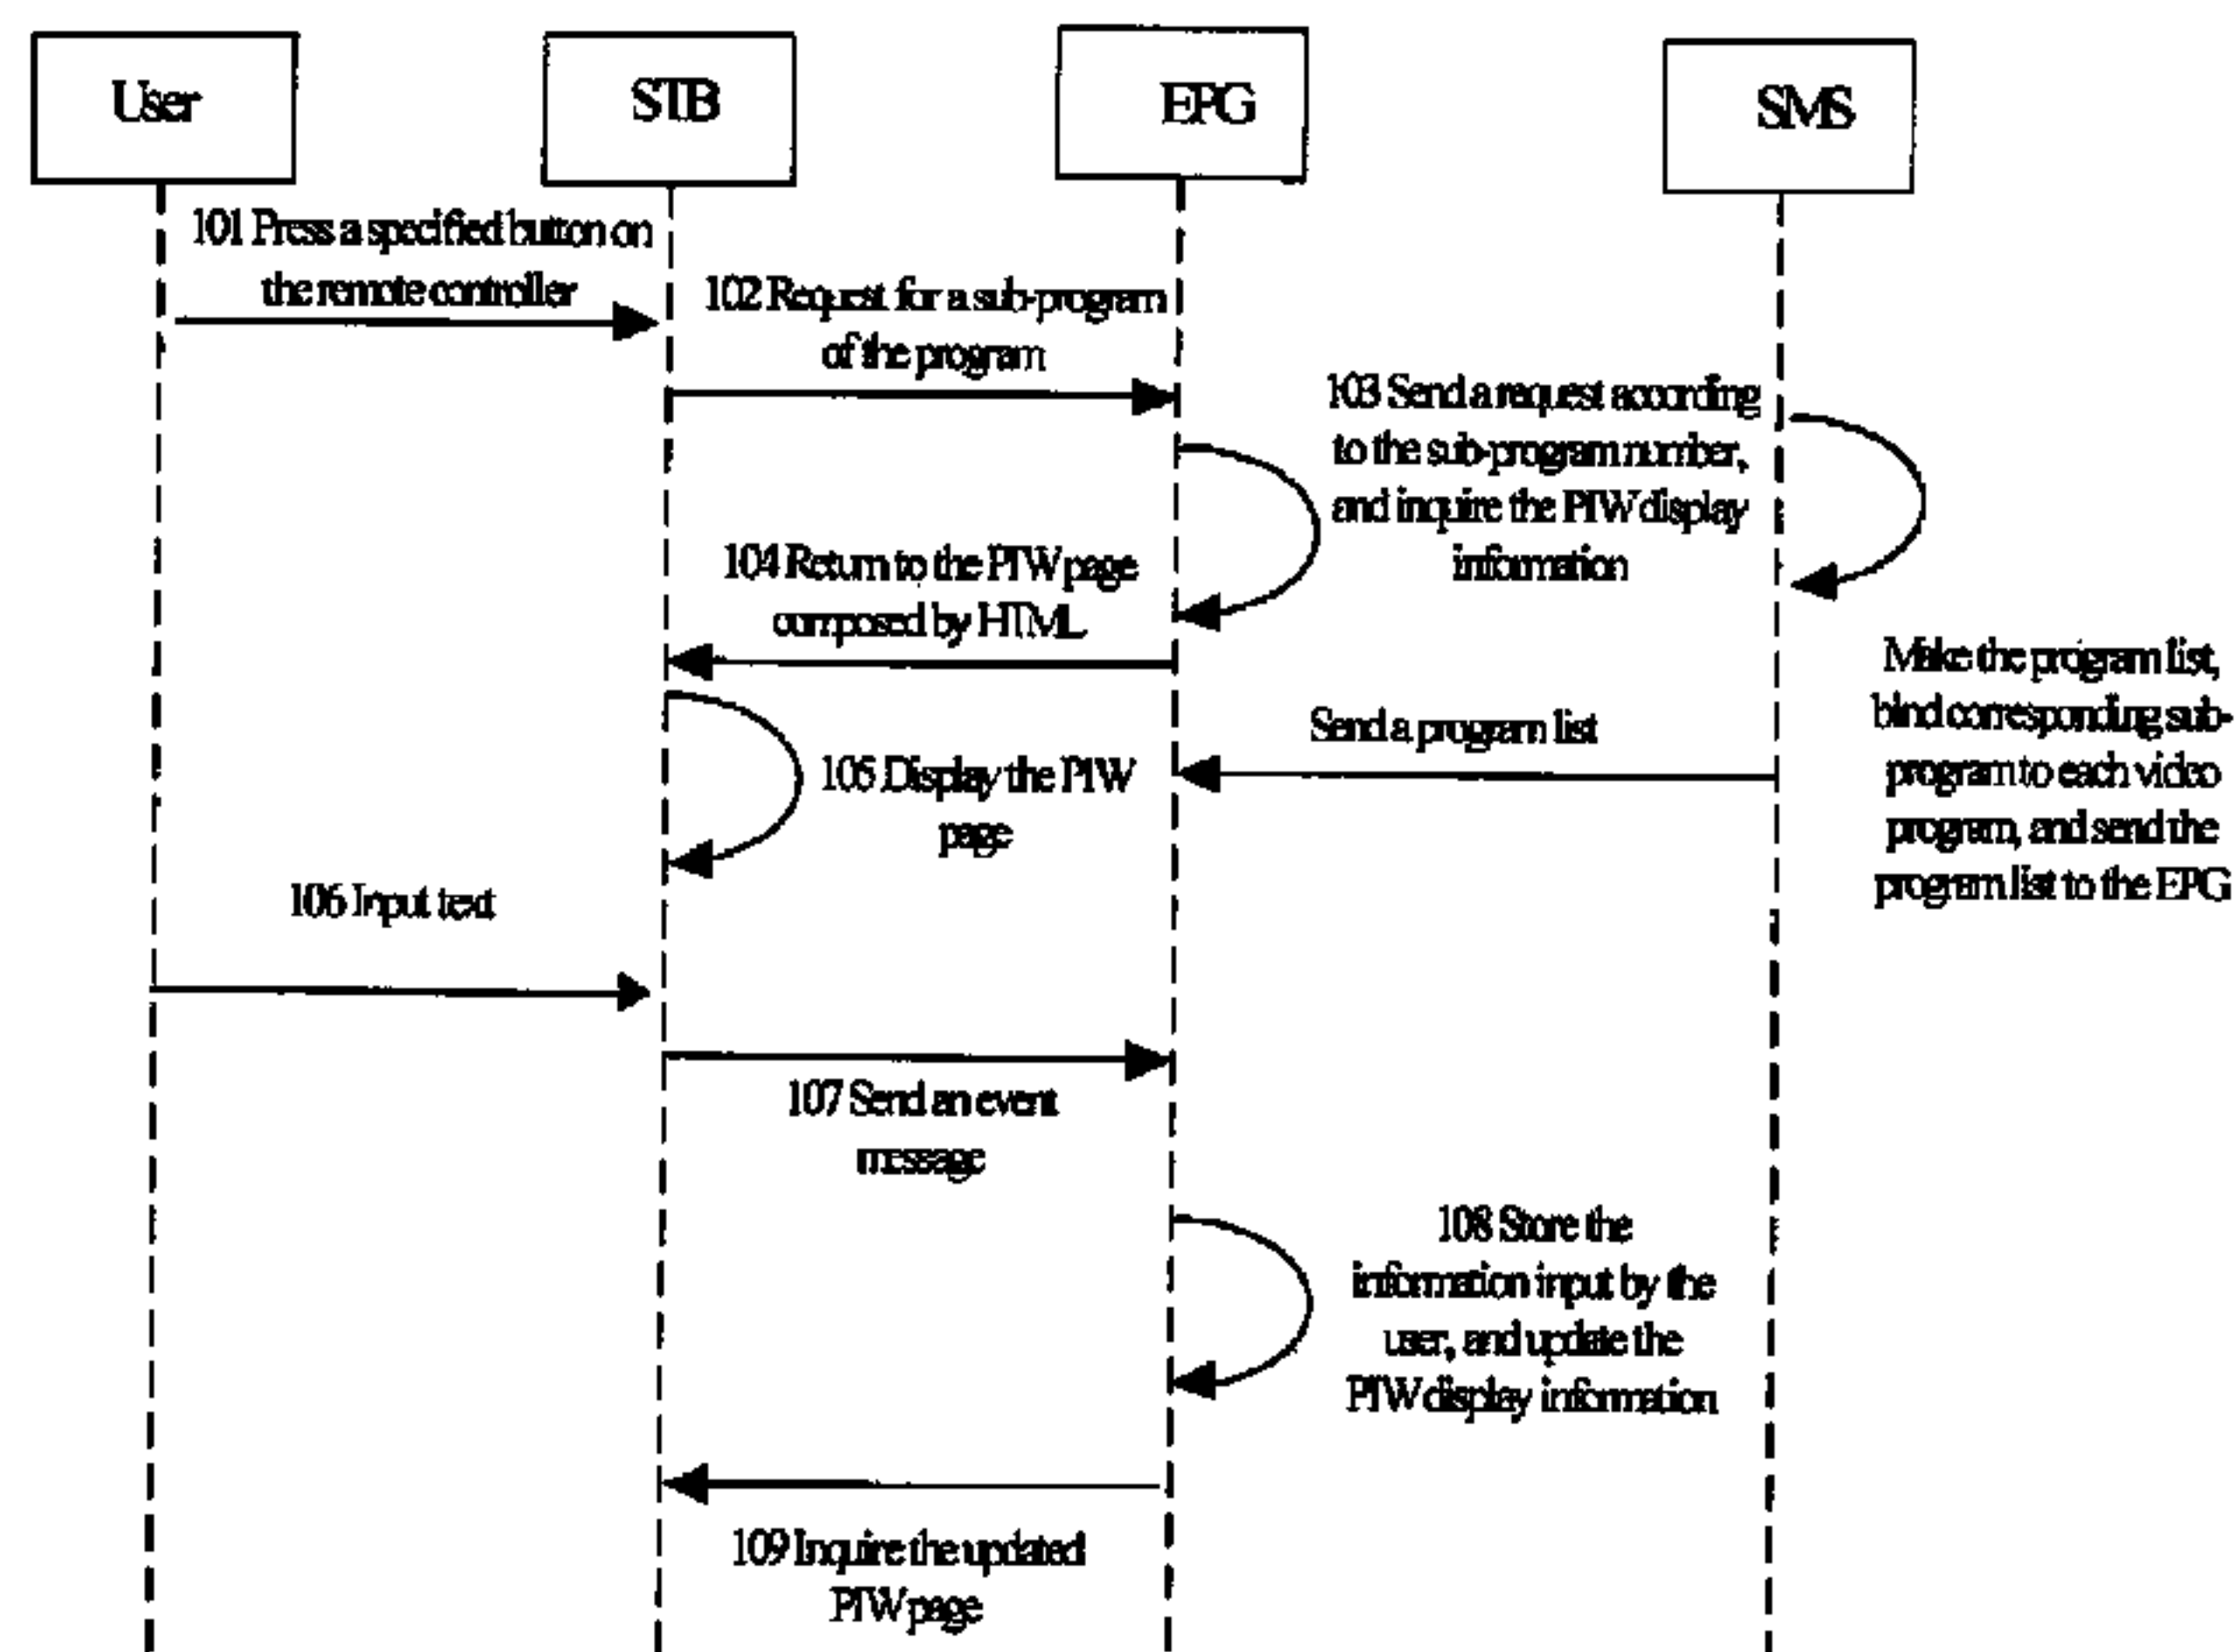 User
STB
EPG
SMS
101 Press a specified button on
the remote controller
102 Request for a sub-program
of the program
103 Send a request according
to the sub-program number,
and inquire the PIW display
information
104 Return to the PIW page
composed by HTML
Make the program list,
bind corresponding sub-
program to each video
program, and send the
program list to the EPG
Send a program list
105 Display the PIW
page
106 Input text
107 Send an event
message
108 Store the
information input by the
user, and update the
PIW display information
109 Inquire the updated
PIW page